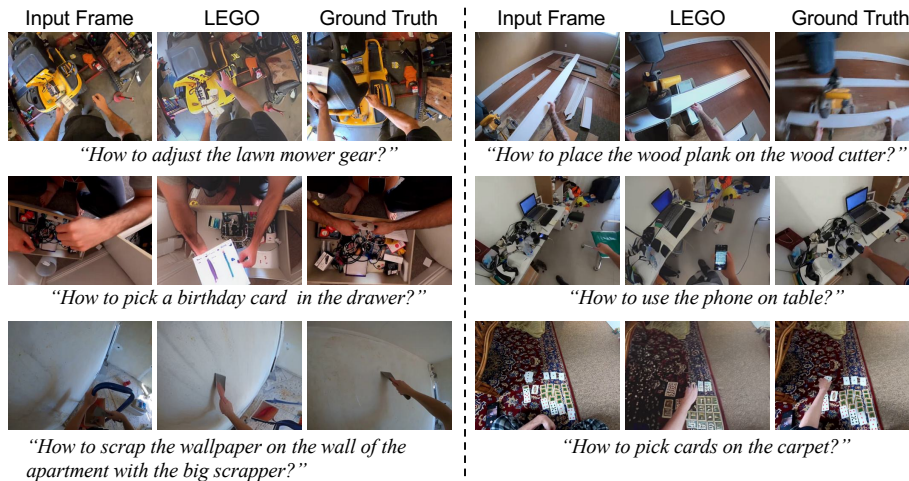 Input Frame LEGO Ground Truth Input Frame LEGO Ground Truth
“How to adjust the lawn mower gear?” “How to place the wood plank on the wood cutter?”
“How to pick a birthday card in the drawer?” “How to use the phone on table?”
“How to scrap the wallpaper on the wall of the
apartment with the big scrapper?”
“How to pick cards on the carpet?”